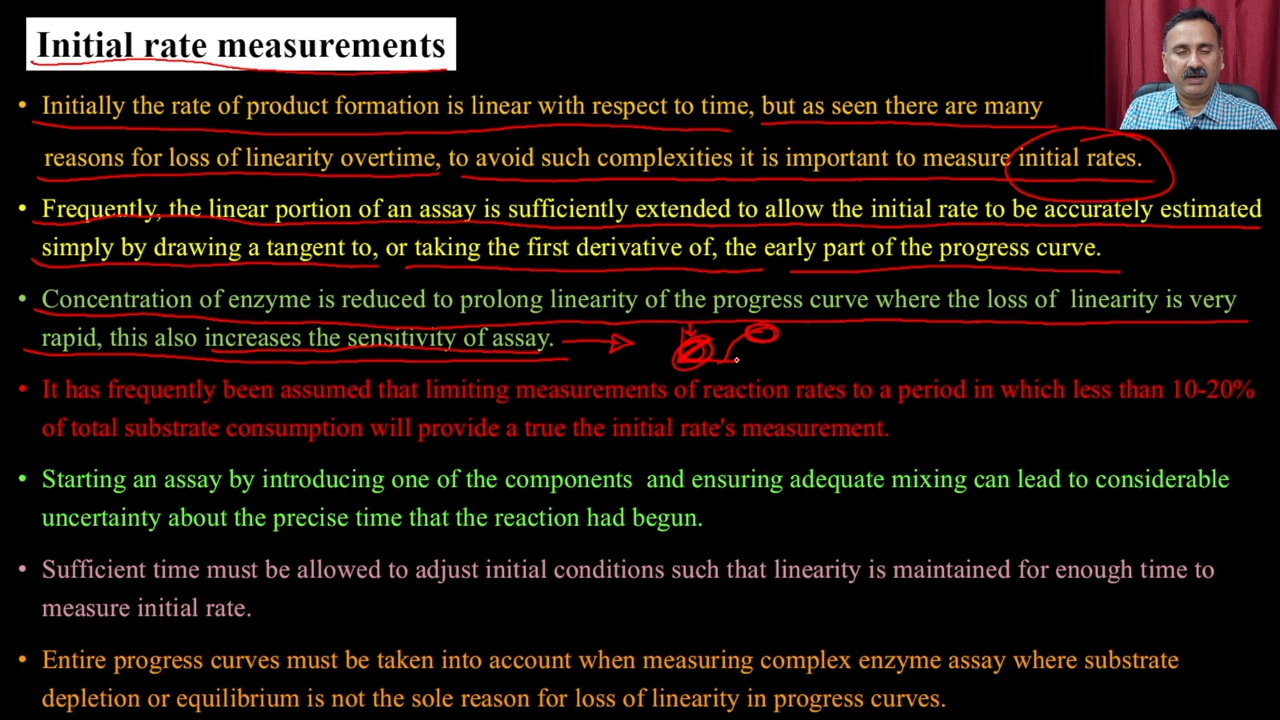 Initial rate measurements
• Initially the rate of product formation is linear with respect to time, but as seen there are many
reasons for loss of linearity overtime, to avoid such complexities it is important to measure initial rates.
• Frequently, the linear portion of an assay is sufficiently extended to allow the initial rate to be accurately estimated
simply by drawing a tangent to, or taking the first derivative of, the early part of the progress curve.
• Concentration of enzyme is reduced to prolong linearity of the progress curve where the loss of linearity is very
rapid, this also increases the sensitivity of assay.
• It has frequently been assumed that limiting measurements of reaction rates to a period in which less than 10-20%
of total substrate consumption will provide a true the initial rate's measurement.
• Starting an assay by introducing one of the components and ensuring adequate mixing can lead to considerable
uncertainty about the precise time that the reaction had begun.
• Sufficient time must be allowed to adjust initial conditions such that linearity is maintained for enough time to
measure initial rate.
• Entire progress curves must be taken into account when measuring complex enzyme assay where substrate
depletion or equilibrium is not the sole reason for loss of linearity in progress curves.